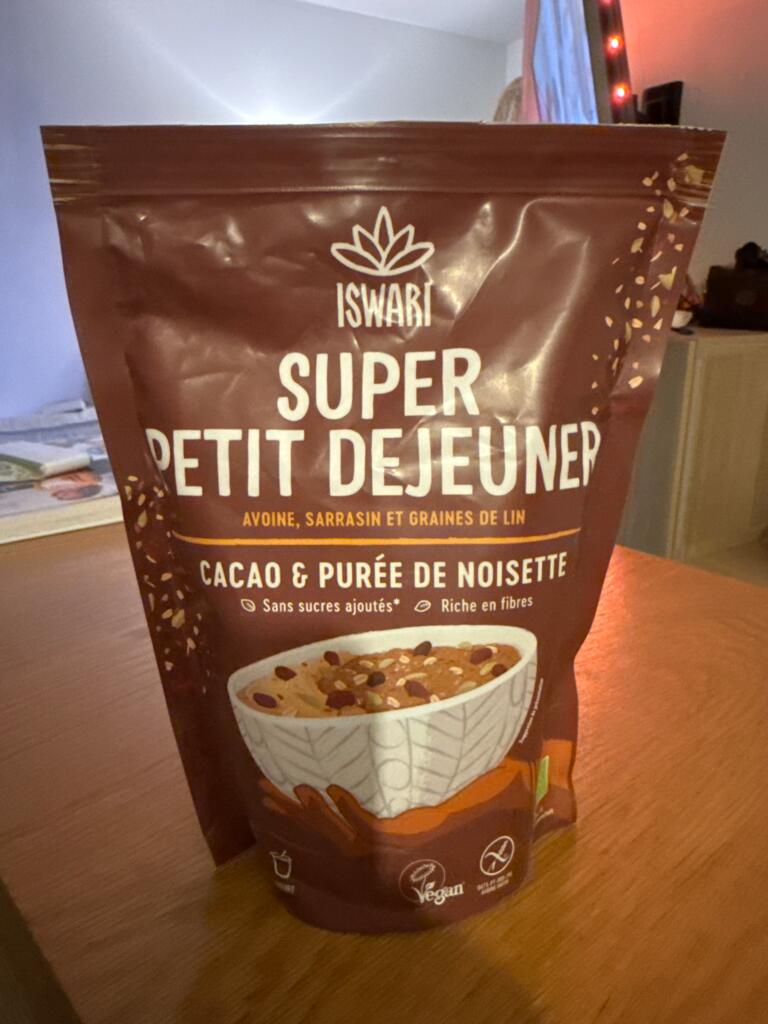 ISWARI
SUPER
PETIT DEJEUNER
AVOINE, SARRASIN ET GRAINES DE LIN
CACAO & PURÉE DE NOISETTE
Sans sucres ajoutés* Riche en fibres
Vegan